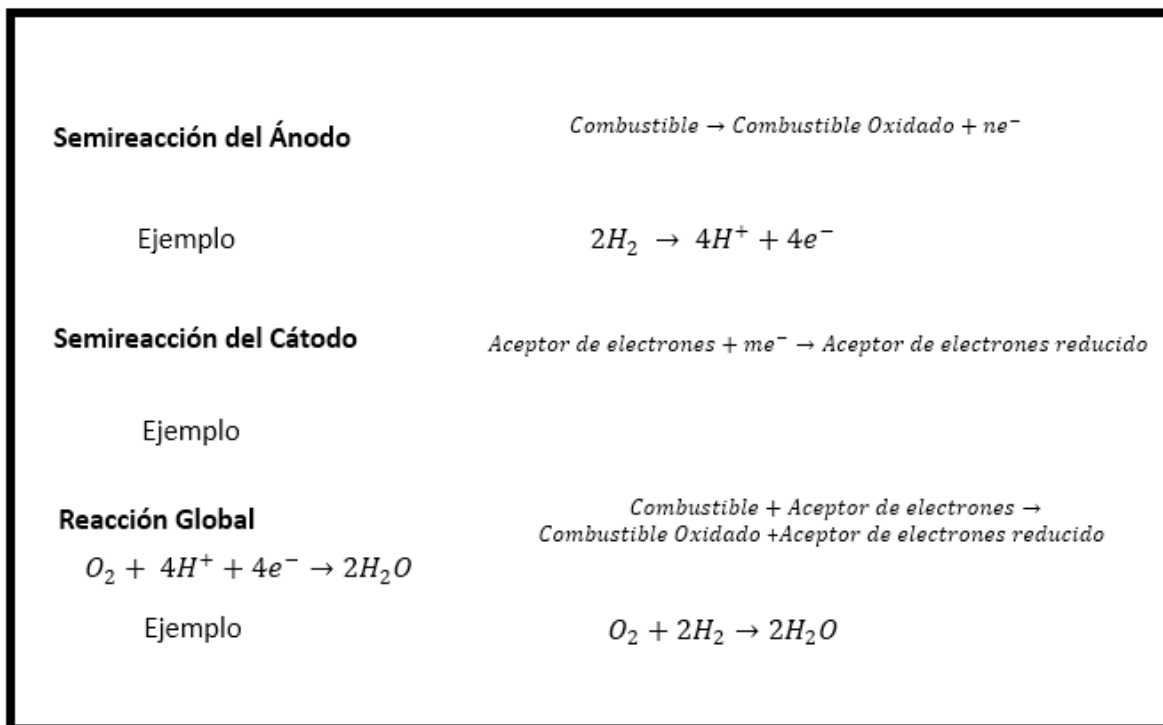 Semireacción del Ánodo
Combustible → Combustible Oxidado + ne⁻
Ejemplo
2H₂ → 4H⁺ + 4e⁻
Semireacción del Cátodo
Aceptor de electrones + me⁻ → Aceptor de electrones reducido
Ejemplo
Reacción Global
Combustible + Aceptor de electrones →
Combustible Oxidado +Aceptor de electrones reducido
O₂ + 4H⁺ + 4e⁻ → 2H₂O
Ejemplo
O₂ + 2H₂ → 2H₂O